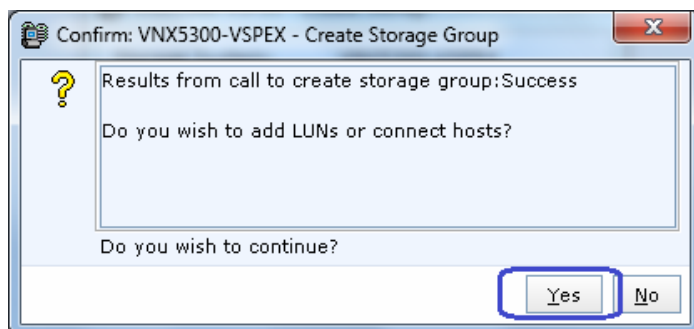 Confirm: VNX5300-VSPEX - Create Storage Group
Results from call to create storage group:Success
Do you wish to add LUNs or connect hosts?
Do you wish to continue?
Yes No